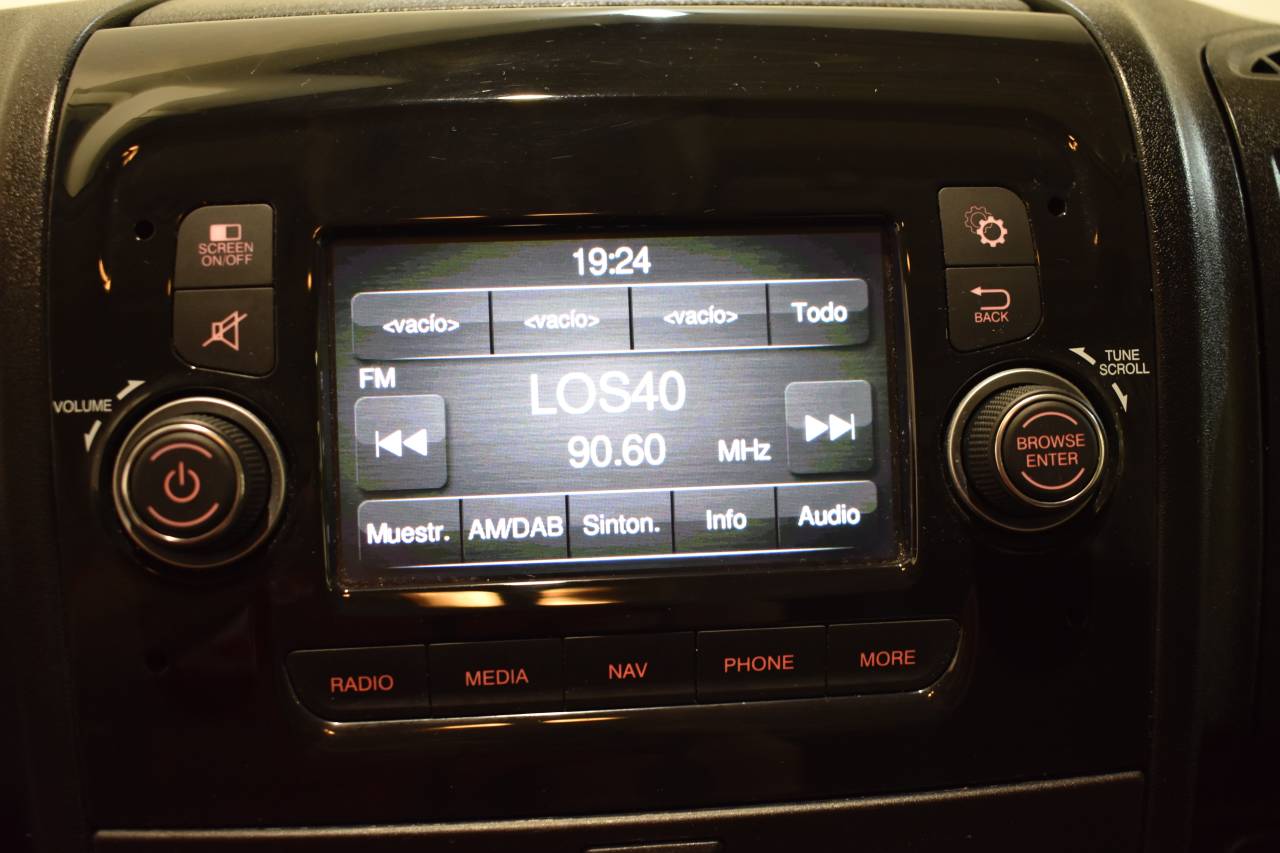 SCREEN
ON/OFF
19:24
<vacío> <vacío> <vacío> Todo
FM
LOS40
90.60 MHz
Muestr. AM/DAB Sinton. Info Audio
VOLUME
BACK
TUNE
SCROLL
BROWSE
ENTER
RADIO MEDIA NAV PHONE MORE